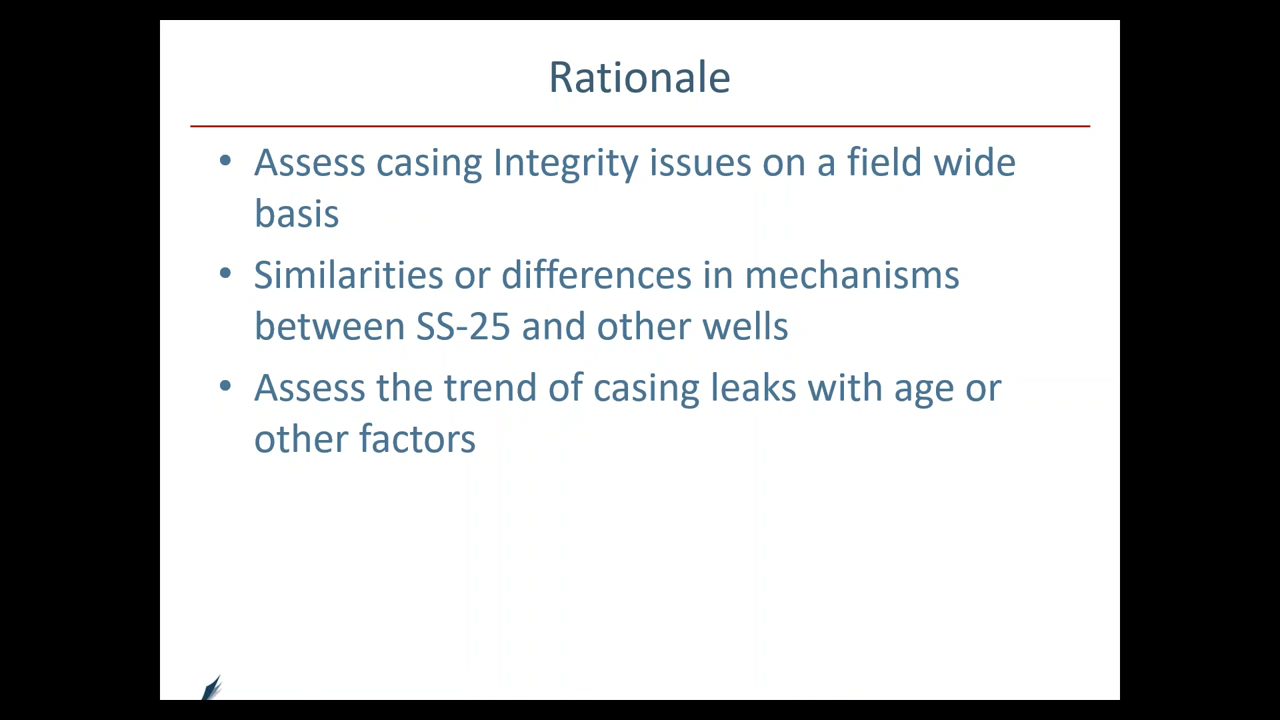 Rationale
• Assess casing Integrity issues on a field wide
basis
• Similarities or differences in mechanisms
between SS-25 and other wells
• Assess the trend of casing leaks with age or
other factors